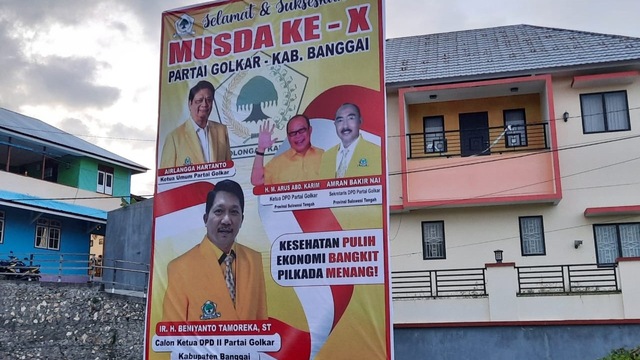 Selamat & Sukseskan
MUSDA KE - X
PARTAI GOLKAR - KAB. BANGGAI
AIRLANGGA HARTANTO
Ketua Umum Partai Golkar
H. M. ARUS ABD. KARIM
Ketua DPD Partai Golkar
Provinsi Sulawesi Tengah
AMRAN BAKIR NAI
Sekretaris DPD Partai Golkar
Provinsi Sulawesi Tengah
KESEHATAN PULIH
EKONOMI BANGKIT
PILKADA MENANG!
IR. H. BENIYANTO TAMOREKA, ST
Calon Ketua DPD II Partai Golkar
Kabupaten Banggai